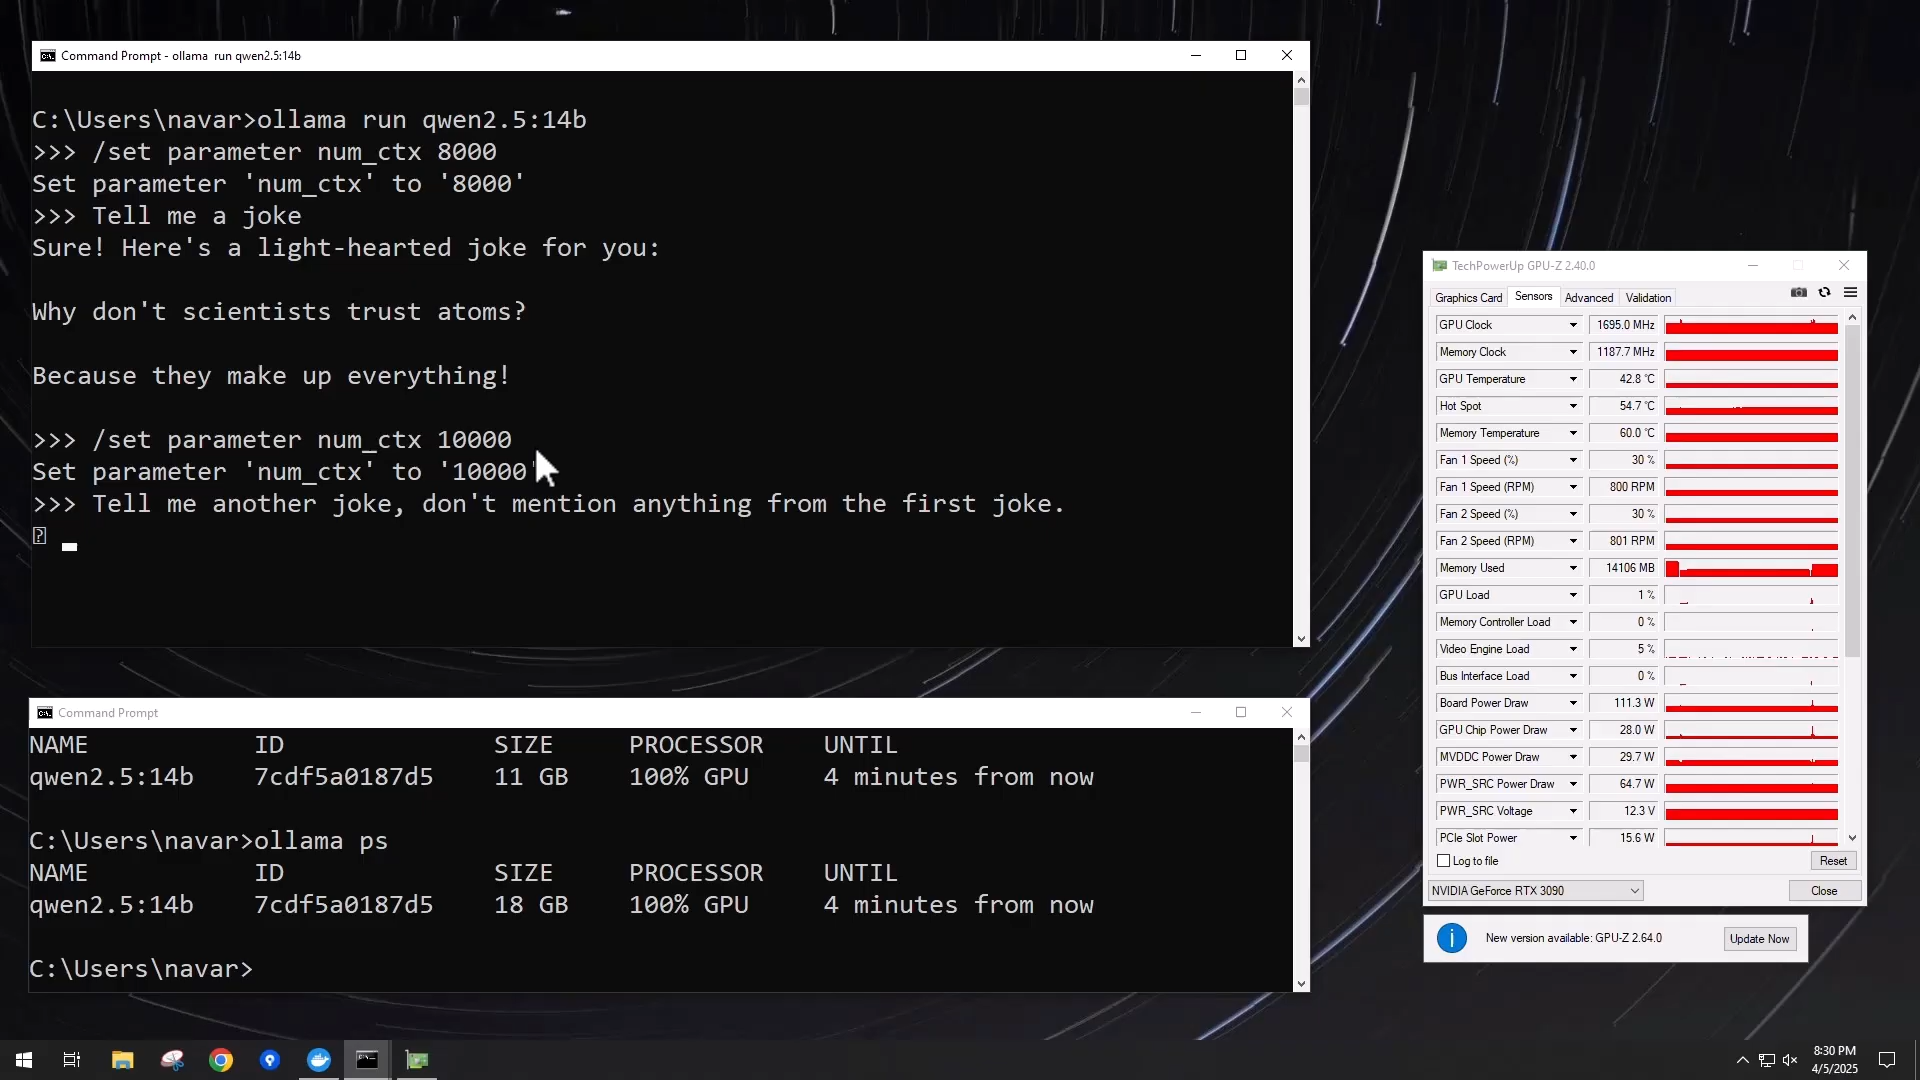 Command Prompt - ollama  run qwen2.5:14b
C:\Users\navar>ollama run qwen2.5:14b
>>> /set parameter num_ctx 8000
Set parameter 'num_ctx' to '8000'
>>> Tell me a joke
Sure! Here's a light-hearted joke for you:
Why don't scientists trust atoms?
Because they make up everything!
>>> /set parameter num_ctx 10000
Set parameter 'num_ctx' to '10000'
>>> Tell me another joke, don't mention anything from the first joke.
Command Prompt
NAME ID SIZE PROCESSOR UNTIL
qwen2.5:14b 7cdf5a0187d5 11 GB 100% GPU 4 minutes from now
C:\Users\navar>ollama ps
NAME ID SIZE PROCESSOR UNTIL
qwen2.5:14b 7cdf5a0187d5 18 GB 100% GPU 4 minutes from now
C:\Users\navar>
TechPowerUp GPU-Z 2.40.0
Graphics Card Sensors Advanced Validation
GPU Clock 1695.0 MHz
Memory Clock 1187.7 MHz
GPU Temperature 42.8 °C
Hot Spot 54.7 °C
Memory Temperature 60.0 °C
Fan 1 Speed (%) 30 %
Fan 1 Speed (RPM) 800 RPM
Fan 2 Speed (%) 30 %
Fan 2 Speed (RPM) 801 RPM
Memory Used 14106 MB
GPU Load 1 %
Memory Controller Load 0 %
Video Engine Load 5 %
Bus Interface Load 0 %
Board Power Draw 111.3 W
GPU Chip Power Draw 28.0 W
MVDDC Power Draw 29.7 W
PWR_SRC Power Draw 64.7 W
PWR_SRC Voltage 12.3 V
PCIe Slot Power 15.6 W
Log to file Reset
NVIDIA GeForce RTX 3090 Close
New version available: GPU-Z 2.64.0 Update Now
8:30 PM
4/5/2025